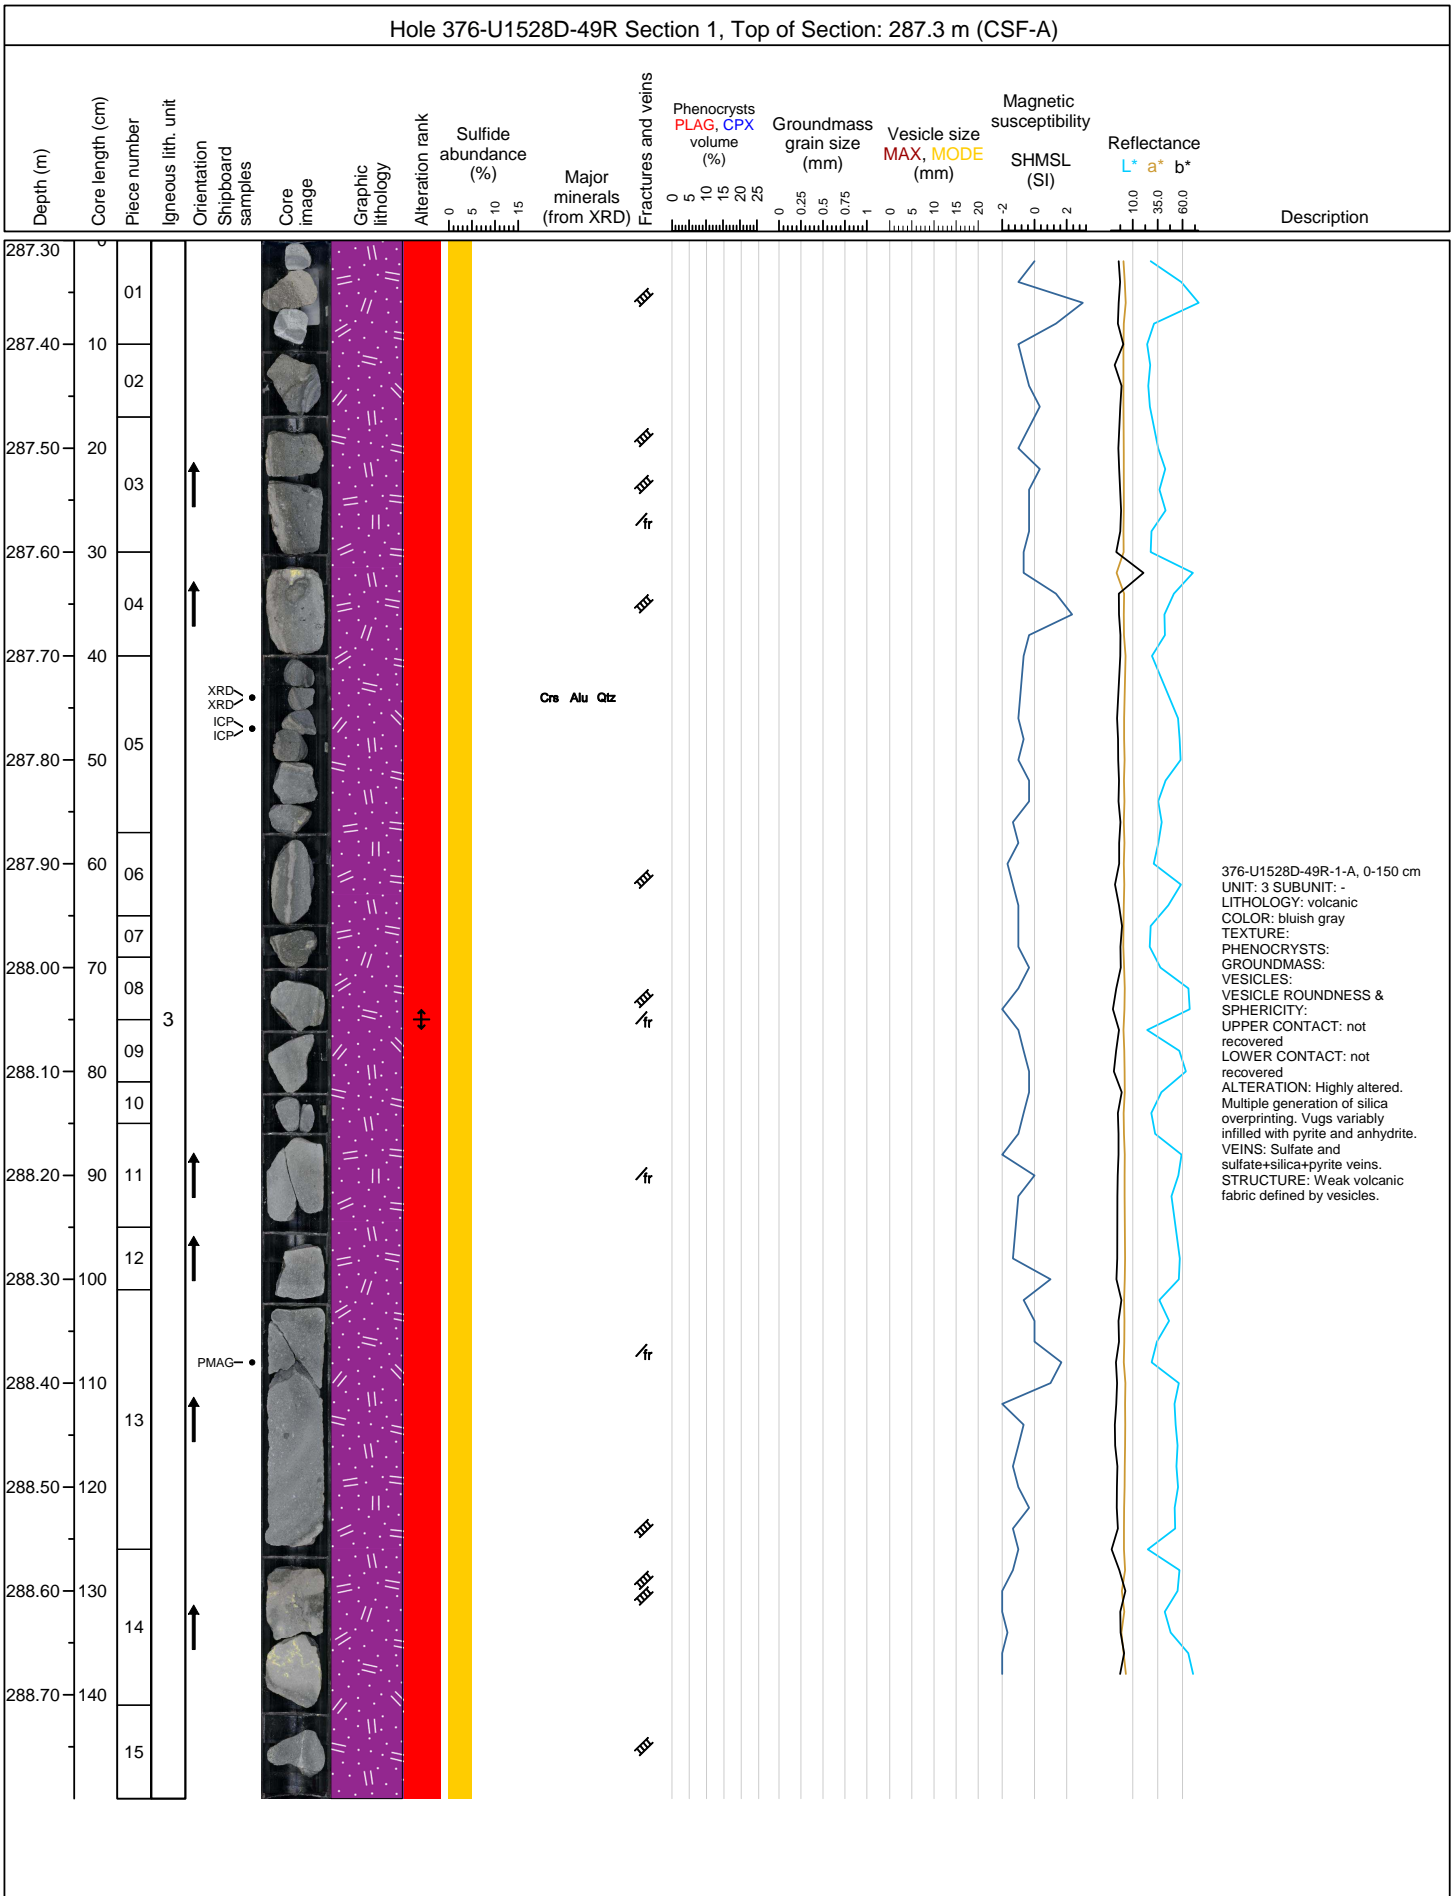 Hole 376-U1528D-49R Section 1, Top of Section: 287.3 m (CSF-A)
Depth (m)
Core length (cm)
Piece number
Igneous lith. unit
Orientation
Shipboard
samples
Core
image
Graphic
lithology
Alteration rank
Sulfide
abundance
(%)
0 5 10 15
Major
minerals
(from XRD)
Fractures and veins
Phenocrysts
PLAG, CPX
volume
(%)
0 5 10 15 20 25
Groundmass
grain size
(mm)
0 0.25 0.5 0.75 1
Vesicle size
MAX, MODE
(mm)
0 5 10 15 20
Magnetic
susceptibility
SHMSL
(SI)
-2 0 2
Reflectance
L* a* b*
10.0 35.0 60.0
Description
287.30 0
01
287.40 10
02
287.50 20
03
fr
287.60 30
04
287.70 40
XRD
XRD
Crs Alu Qtz
ICP
ICP
05
287.80 50
287.90 60
06
07
288.00 70
08
3
fr
09
288.10 80
10
11
288.20 90
fr
12
288.30 100
fr
PMAG
288.40 110
13
288.50 120
288.60 130
14
288.70 140
15
376-U1528D-49R-1-A, 0-150 cm
UNIT: 3 SUBUNIT: -
LITHOLOGY: volcanic
COLOR: bluish gray
TEXTURE:
PHENOCRYSTS:
GROUNDMASS:
VESICLES:
VESICLE ROUNDNESS &
SPHERICITY:
UPPER CONTACT: not
recovered
LOWER CONTACT: not
recovered
ALTERATION: Highly altered.
Multiple generation of silica
overprinting. Vugs variably
infilled with pyrite and anhydrite.
VEINS: Sulfate and
sulfate+silica+pyrite veins.
STRUCTURE: Weak volcanic
fabric defined by vesicles.